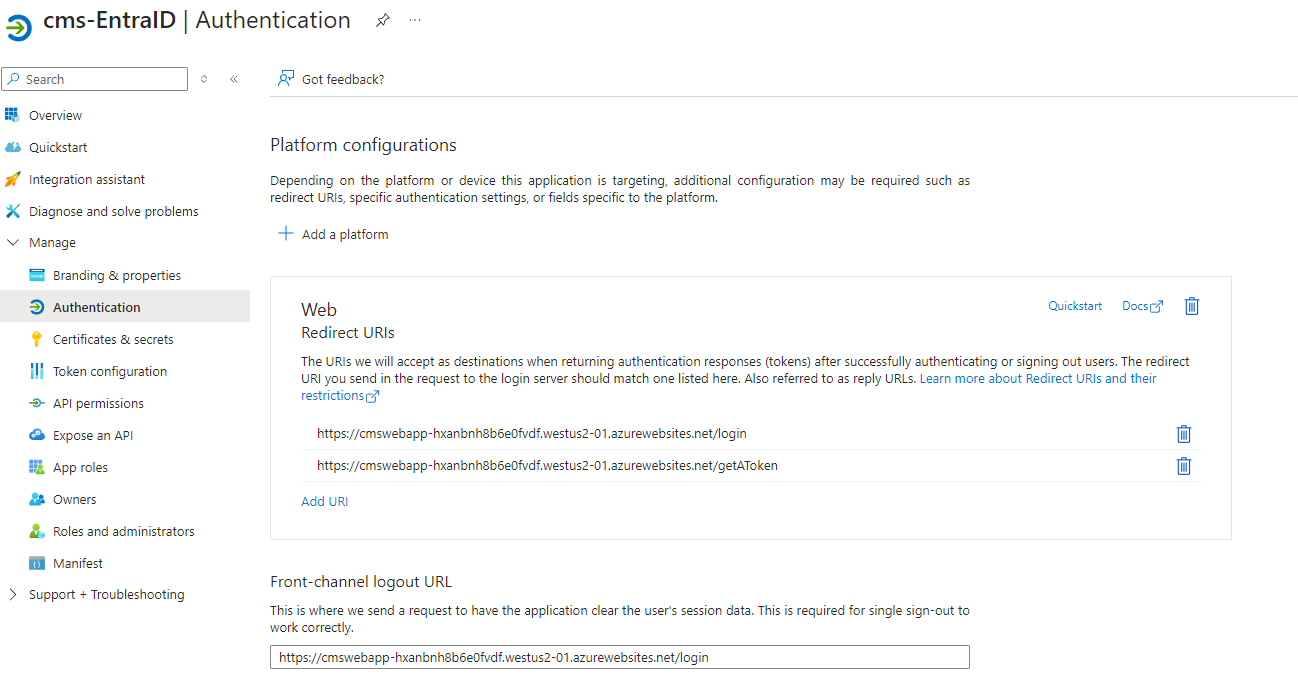 cms-EntraID | Authentication
Search
Got feedback?
Overview
Quickstart
Integration assistant
Diagnose and solve problems
Manage
Branding & properties
Authentication
Certificates & secrets
Token configuration
API permissions
Expose an API
App roles
Owners
Roles and administrators
Manifest
Support + Troubleshooting
Platform configurations
Depending on the platform or device this application is targeting, additional configuration may be required such as
redirect URIs, specific authentication settings, or fields specific to the platform.
Add a platform
Web
Quickstart
Docs
Redirect URIs
The URIs we will accept as destinations when returning authentication responses (tokens) after successfully authenticating or signing out users. The redirect
URI you send in the request to the login server should match one listed here. Also referred to as reply URLs. Learn more about Redirect URIs and their
restrictions
https://cmswebapp-hxanbnh8b6e0fvdf.westus2-01.azurewebsites.net/login
https://cmswebapp-hxanbnh8b6e0fvdf.westus2-01.azurewebsites.net/getAToken
Add URI
Front-channel logout URL
This is where we send a request to have the application clear the user's session data. This is required for single sign-out to
work correctly.
https://cmswebapp-hxanbnh8b6e0fvdf.westus2-01.azurewebsites.net/login